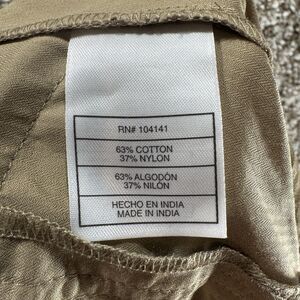 RN# 104141
63% COTTON
37% NYLON
63% ALGODÓN
37% NILÓN
HECHO EN INDIA
MADE IN INDIA